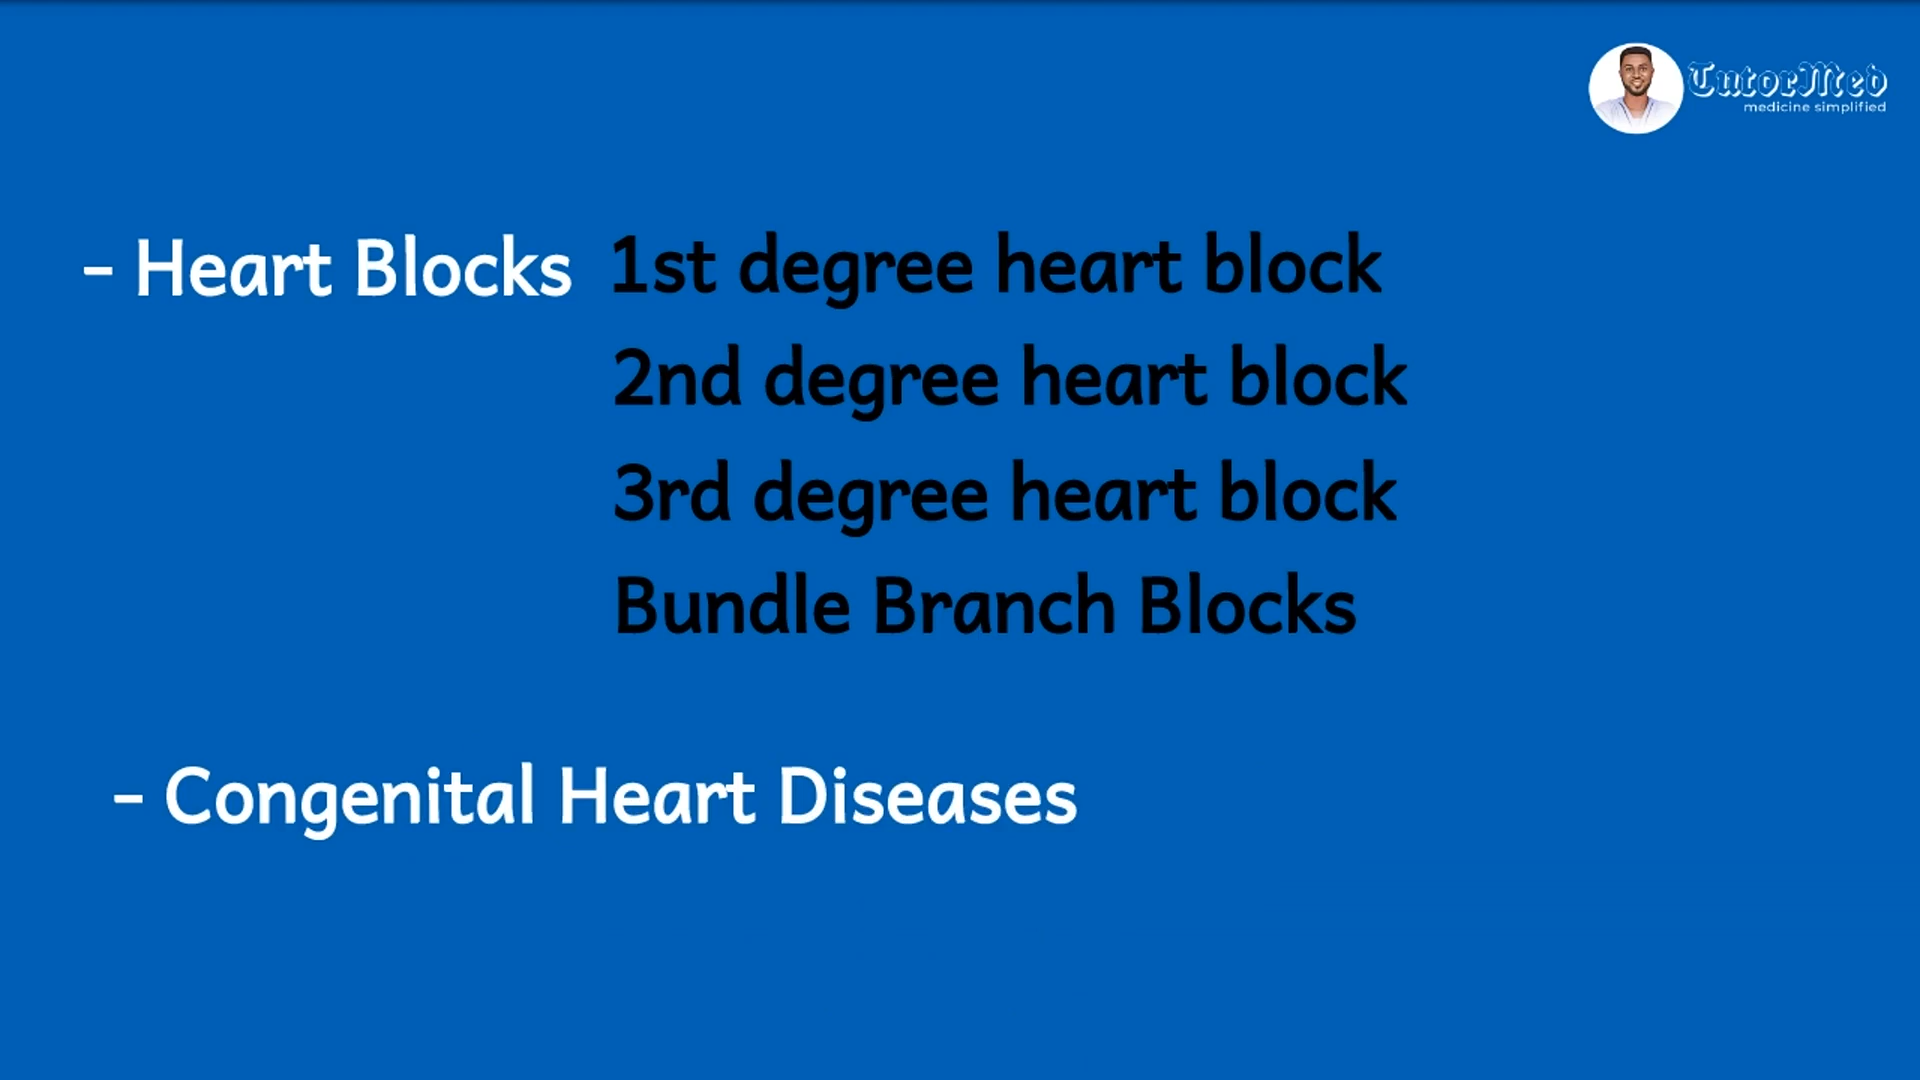 TutorMed
medicine simplified
- Heart Blocks 1st degree heart block
2nd degree heart block
3rd degree heart block
Bundle Branch Blocks
- Congenital Heart Diseases